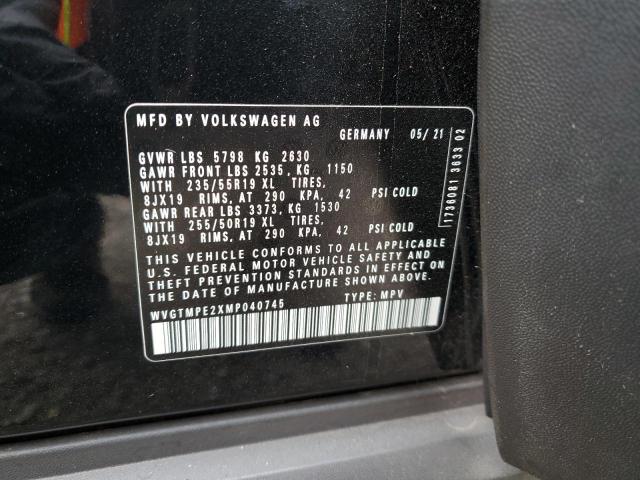 MFD BY VOLKSWAGEN AG
GERMANY 05/21
GVWR LBS 5798 KG 2630
GAWR FRONT LBS 2535, KG 1150
WITH 235/55R19 XL TIRES,
8JX19 RIMS, AT 290 KPA, 42 PSI COLD
GAWR REAR LBS 3373, KG 1530
WITH 255/50R19 XL TIRES,
8JX19 RIMS, AT 290 KPA, 42 PSI COLD
THIS VEHICLE CONFORMS TO ALL APPLICABLE
U.S. FEDERAL MOTOR VEHICLE SAFETY AND
THEFT PREVENTION STANDARDS IN EFFECT ON
THE DATE OF MANUFACTURE SHOWN ABOVE.
WVGTMPE2XMP040745 TYPE: MPV
1736081 3633 02